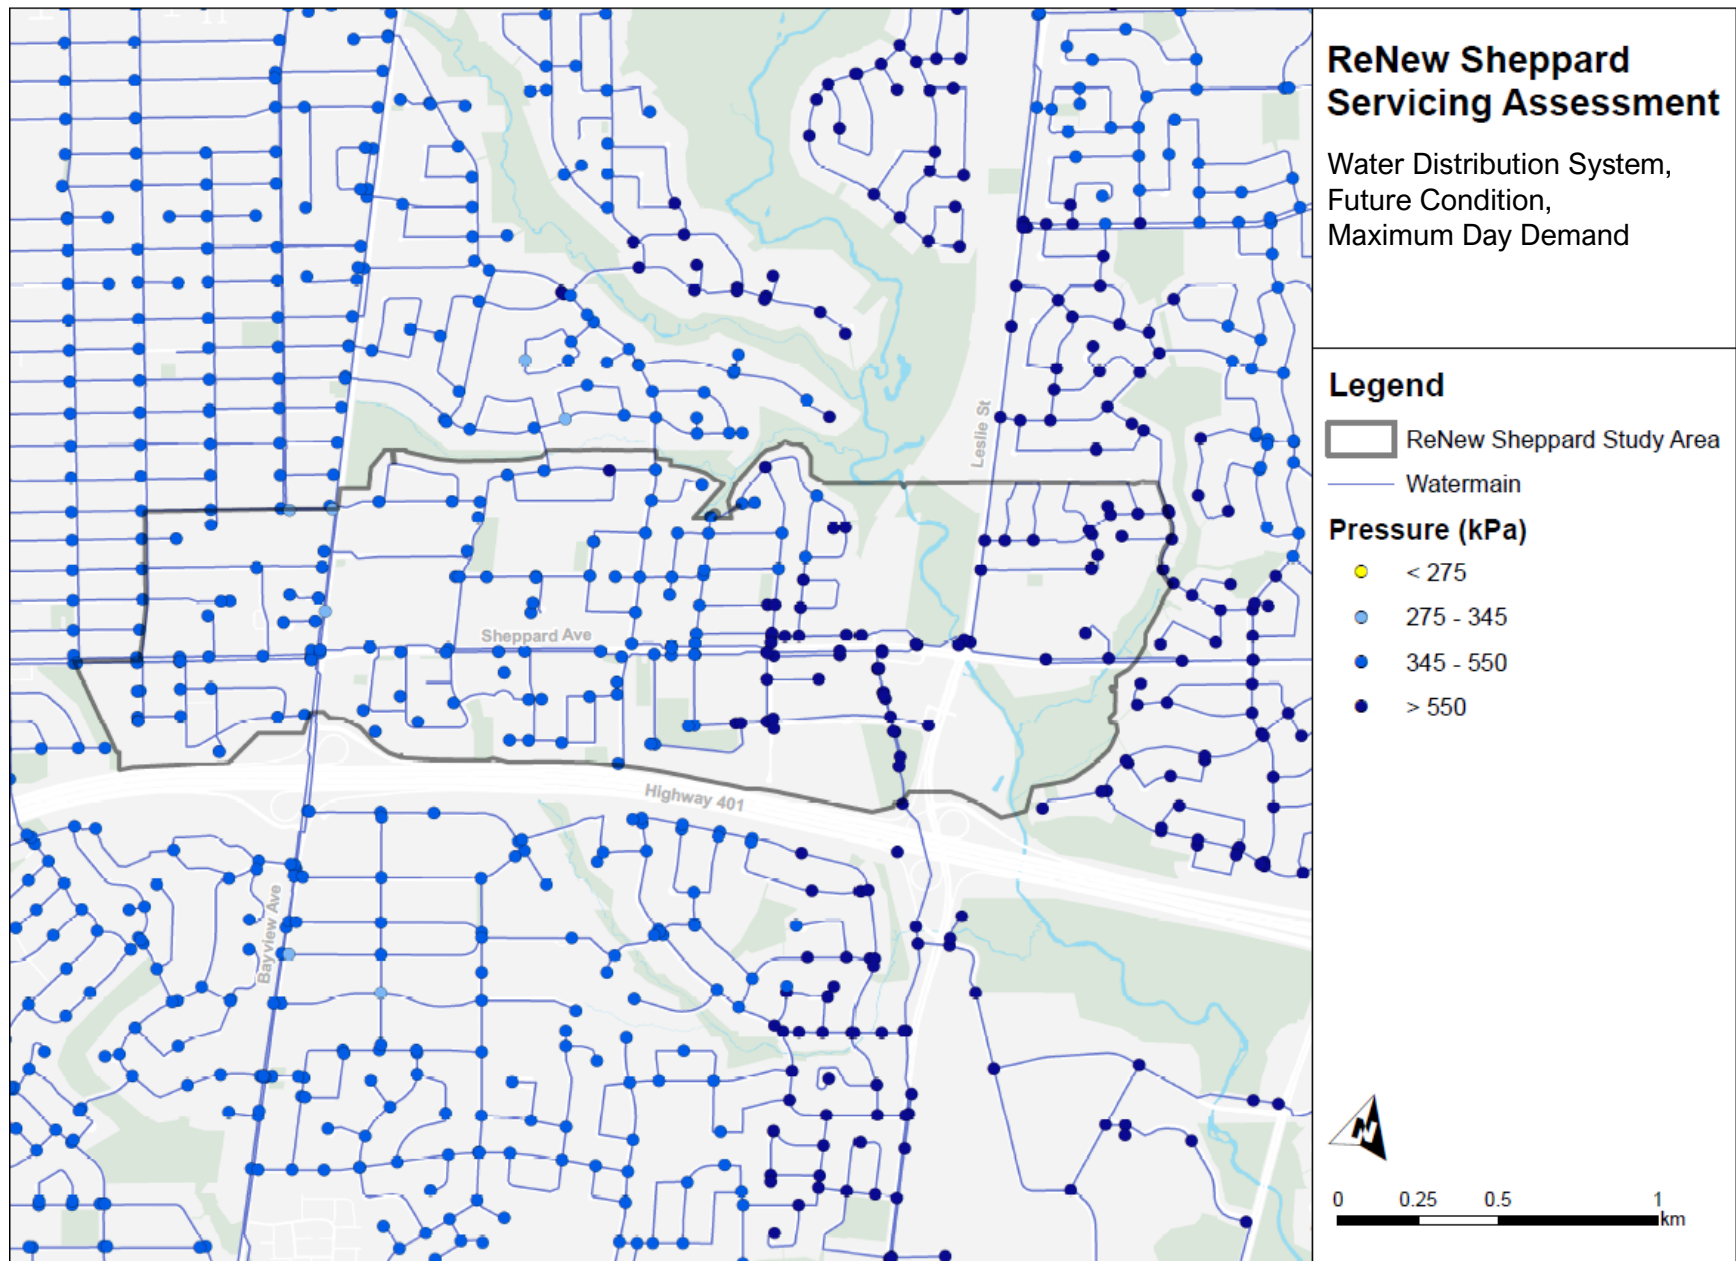 ReNew Sheppard
Servicing Assessment
Water Distribution System,
Future Condition,
Maximum Day Demand
Legend
ReNew Sheppard Study Area
Watermain
Pressure (kPa)
< 275
275 - 345
345 - 550
> 550
N
0 0.25 0.5 1
km
Leslie St
Sheppard Ave
Highway 401
Bayview Ave